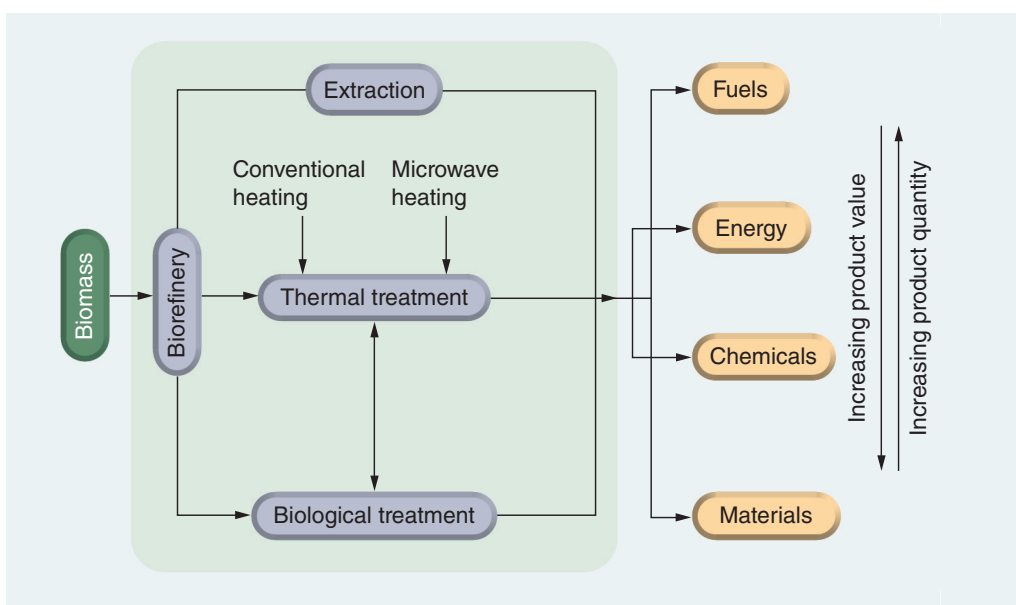 Extraction
Fuels
Conventional
heating
Microwave
heating
Biomass
Biorefinery
Thermal treatment
Energy
Chemicals
Biological treatment
Materials
Increasing product value
Increasing product quantity